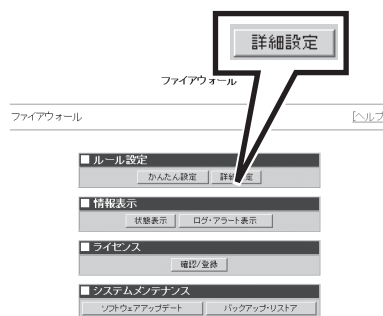 詳細設定
ファイアウォール
ファイアウォール
[ヘルプ
■ ルール設定
かんたん設定 詳細設定
■ 情報表示
状態表示 ログ・アラート表示
■ ライセンス
確認/登録
■ システムメンテナンス
ソフトウェアアップデート バックアップ・リストア